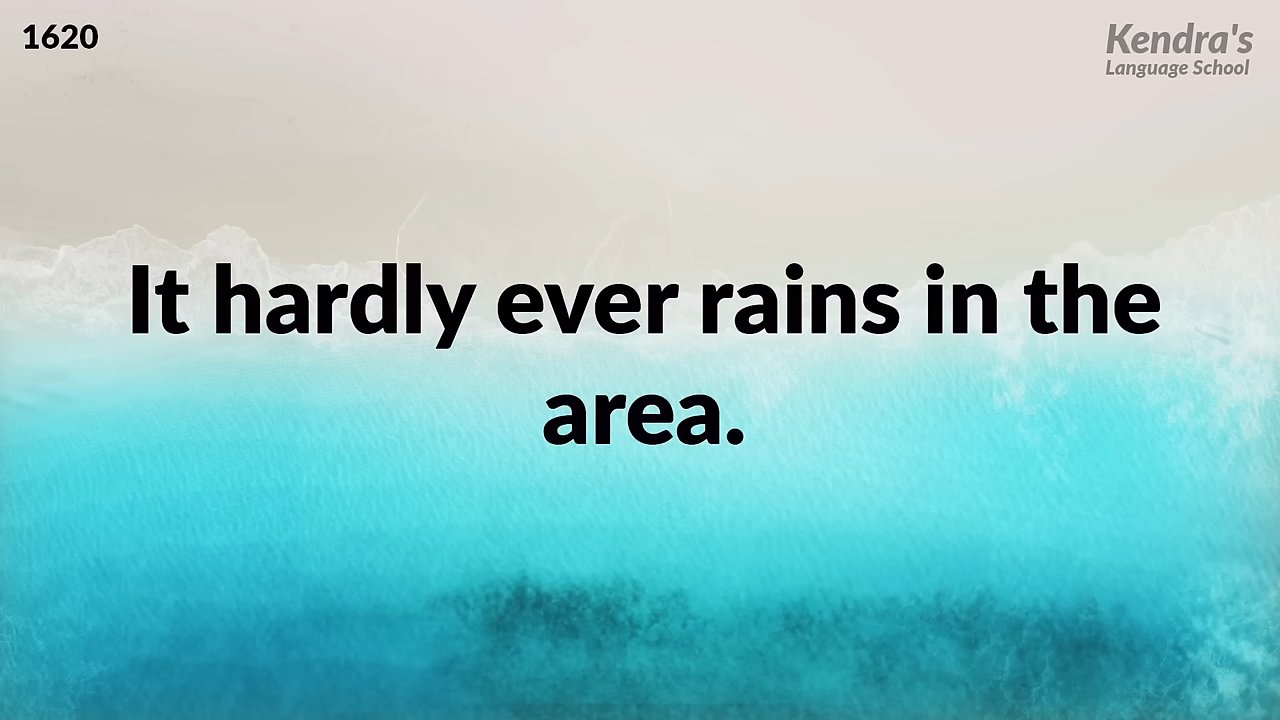 1620
Kendra's
Language School
It hardly ever rains in the
area.